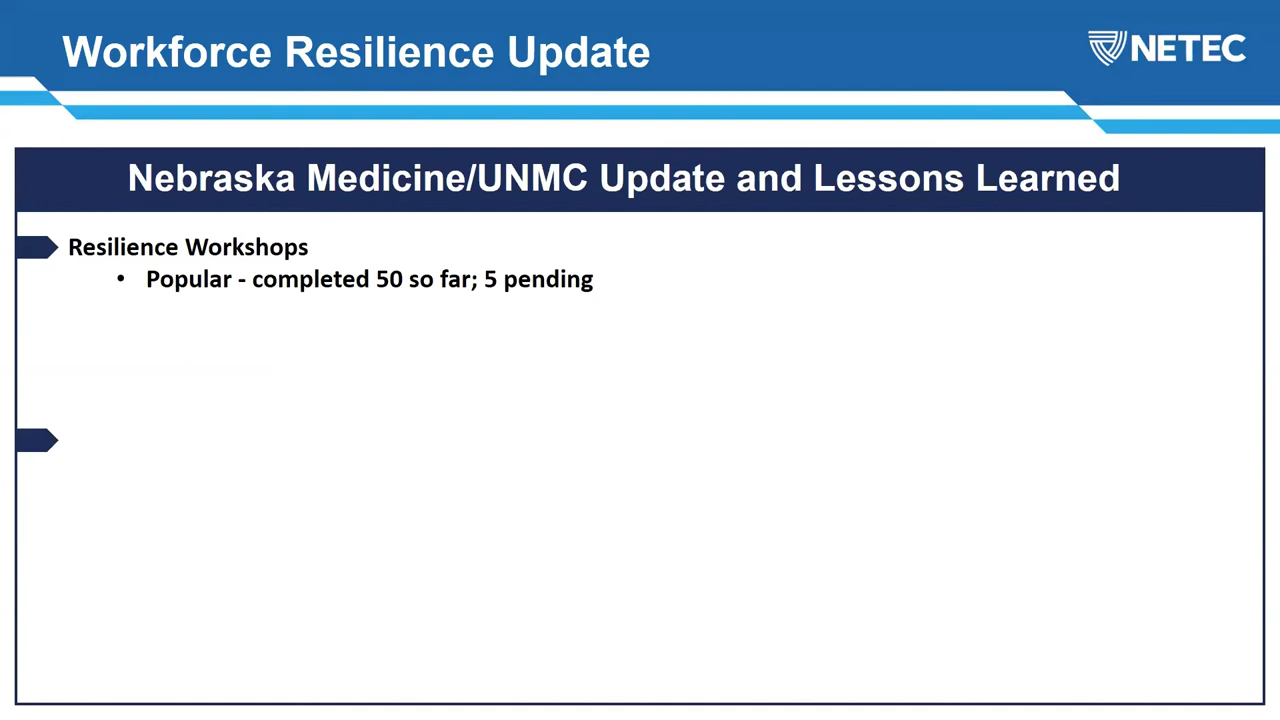 Workforce Resilience Update
NETEC
Nebraska Medicine/UNMC Update and Lessons Learned
Resilience Workshops
• Popular - completed 50 so far; 5 pending